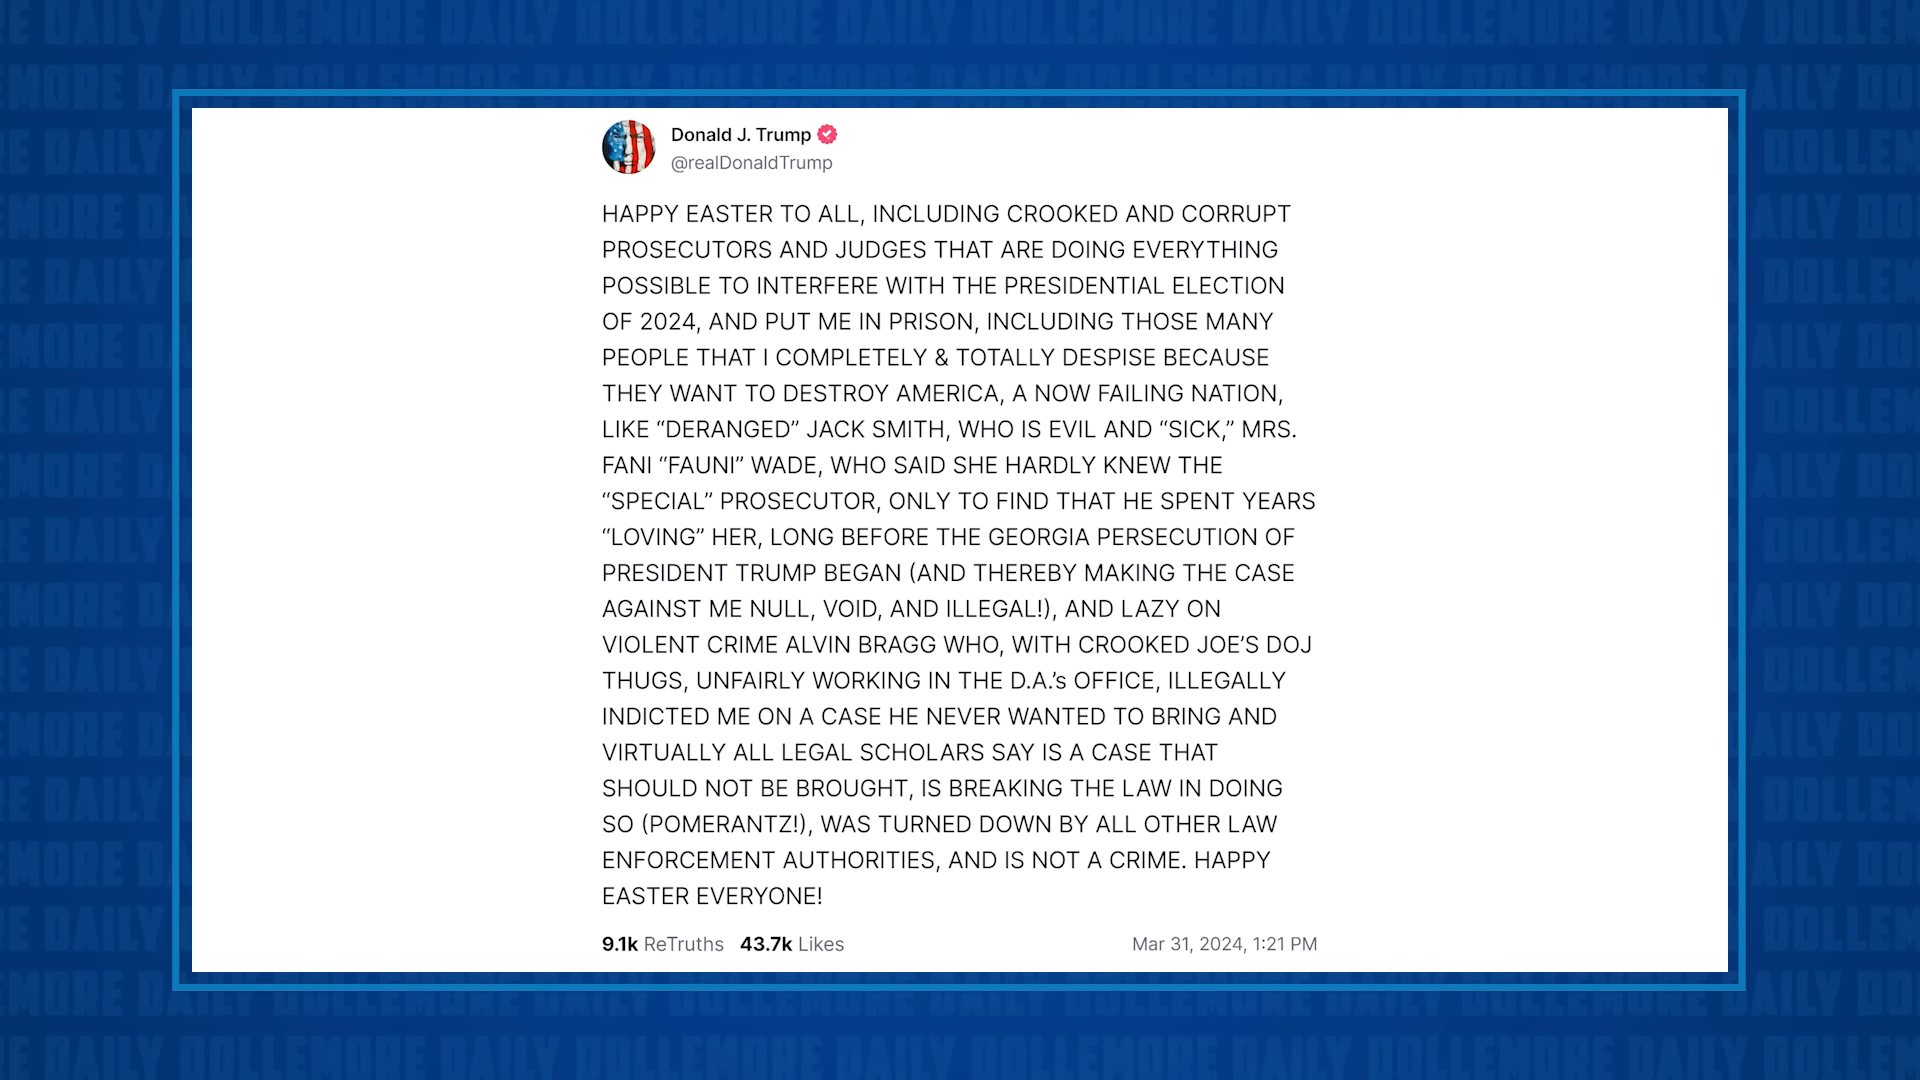 Donald J. Trump
@realDonaldTrump
HAPPY EASTER TO ALL, INCLUDING CROOKED AND CORRUPT
PROSECUTORS AND JUDGES THAT ARE DOING EVERYTHING
POSSIBLE TO INTERFERE WITH THE PRESIDENTIAL ELECTION
OF 2024, AND PUT ME IN PRISON, INCLUDING THOSE MANY
PEOPLE THAT I COMPLETELY & TOTALLY DESPISE BECAUSE
THEY WANT TO DESTROY AMERICA, A NOW FAILING NATION,
LIKE “DERANGED” JACK SMITH, WHO IS EVIL AND “SICK,” MRS.
FANI “FAUNI” WADE, WHO SAID SHE HARDLY KNEW THE
“SPECIAL” PROSECUTOR, ONLY TO FIND THAT HE SPENT YEARS
“LOVING” HER, LONG BEFORE THE GEORGIA PERSECUTION OF
PRESIDENT TRUMP BEGAN (AND THEREBY MAKING THE CASE
AGAINST ME NULL, VOID, AND ILLEGAL!), AND LAZY ON
VIOLENT CRIME ALVIN BRAGG WHO, WITH CROOKED JOE’S DOJ
THUGS, UNFAIRLY WORKING IN THE D.A.’s OFFICE, ILLEGALLY
INDICTED ME ON A CASE HE NEVER WANTED TO BRING AND
VIRTUALLY ALL LEGAL SCHOLARS SAY IS A CASE THAT
SHOULD NOT BE BROUGHT, IS BREAKING THE LAW IN DOING
SO (POMERANTZ!), WAS TURNED DOWN BY ALL OTHER LAW
ENFORCEMENT AUTHORITIES, AND IS NOT A CRIME. HAPPY
EASTER EVERYONE!
9.1k ReTruths 43.7k Likes Mar 31, 2024, 1:21 PM